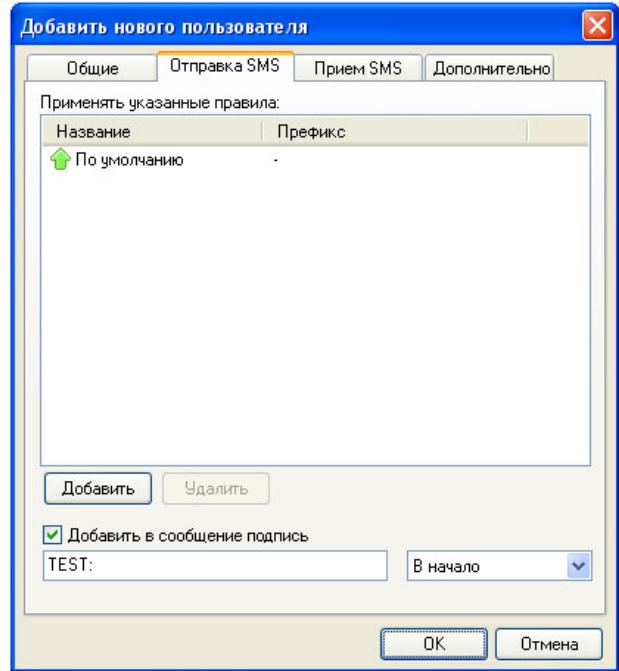 Добавить нового пользователя
Общие Отправка SMS Прием SMS Дополнительно
Применять указанные правила:
Название Префикс
По умолчанию -
Добавить Удалить
Добавить в сообщение подпись
TEST: В начало
OK Отмена